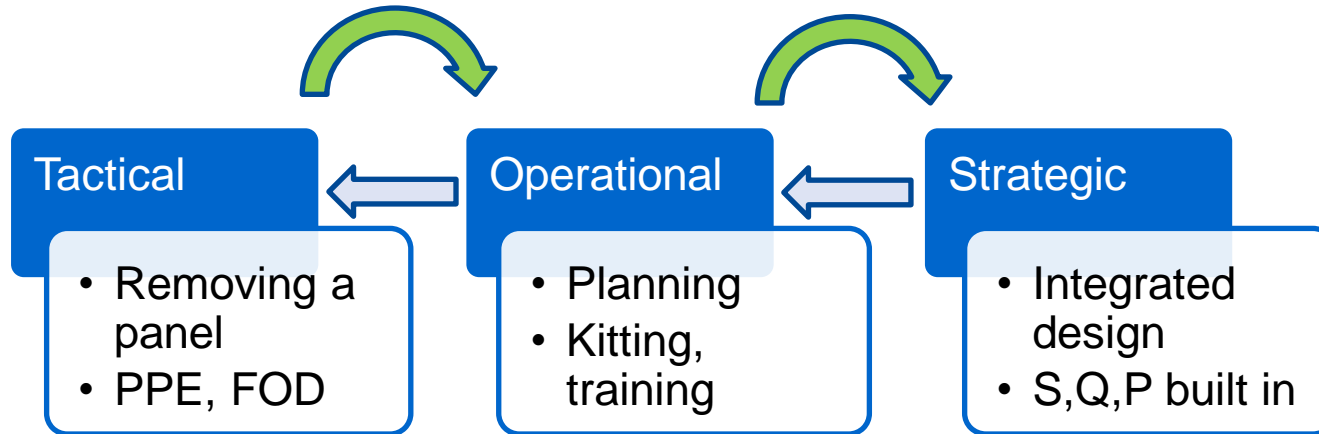 Tactical
• Removing a
panel
• PPE, FOD
Operational
• Planning
• Kitting,
training
Strategic
• Integrated
design
• S,Q,P built in